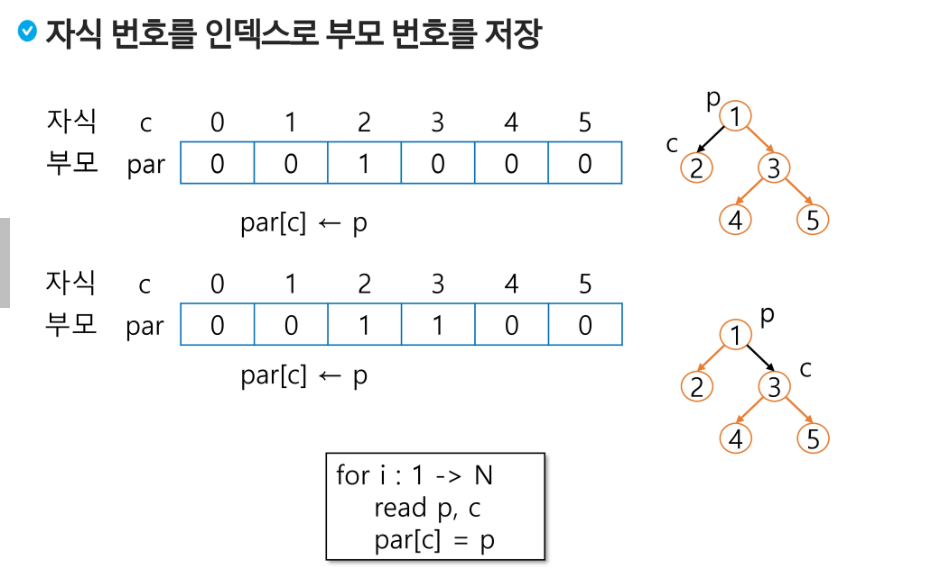 자식 번호를 인덱스로 부모 번호를 저장
자식 c 0 1 2 3 4 5
부모 par 0 0 1 0 0 0
par[c] ← p
p
1
c
2 3
4 5
자식 c 0 1 2 3 4 5
부모 par 0 0 1 1 0 0
par[c] ← p
p
1
c
2 3
4 5
for i : 1 -> N
read p, c
par[c] = p